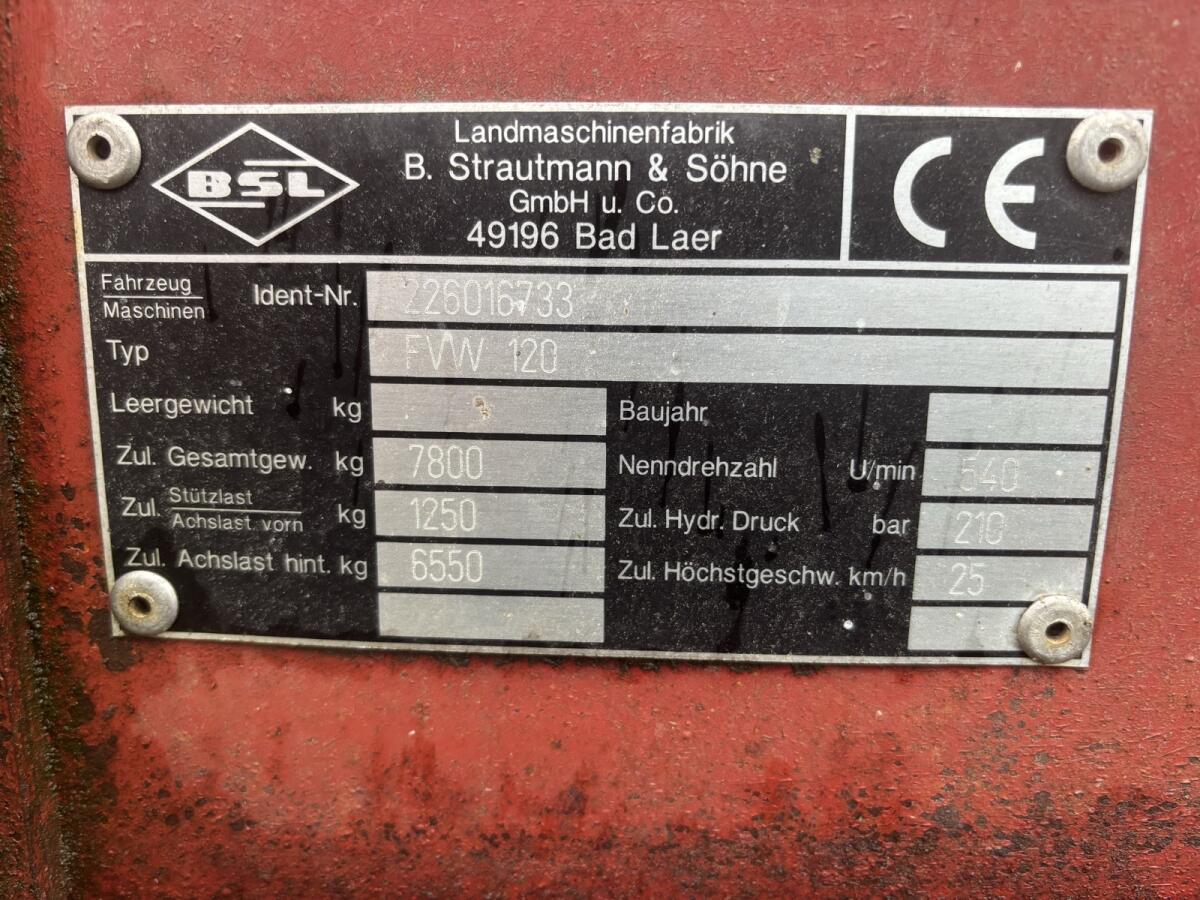 BSL
Landmaschinenfabrik
B. Strautmann & Söhne
GmbH u. Co.
49196 Bad Laer
CE
Fahrzeug
Maschinen
Ident-Nr. 226016733
Typ FVW 120
Leergewicht kg
Baujahr
Zul. Gesamtgew. kg 7800
Nenndrehzahl U/min 540
Zul. Stützlast
Achslast vorn kg 1250
Zul. Hydr. Druck bar 210
Zul. Achslast hint. kg 6550
Zul. Höchstgeschw. km/h 25